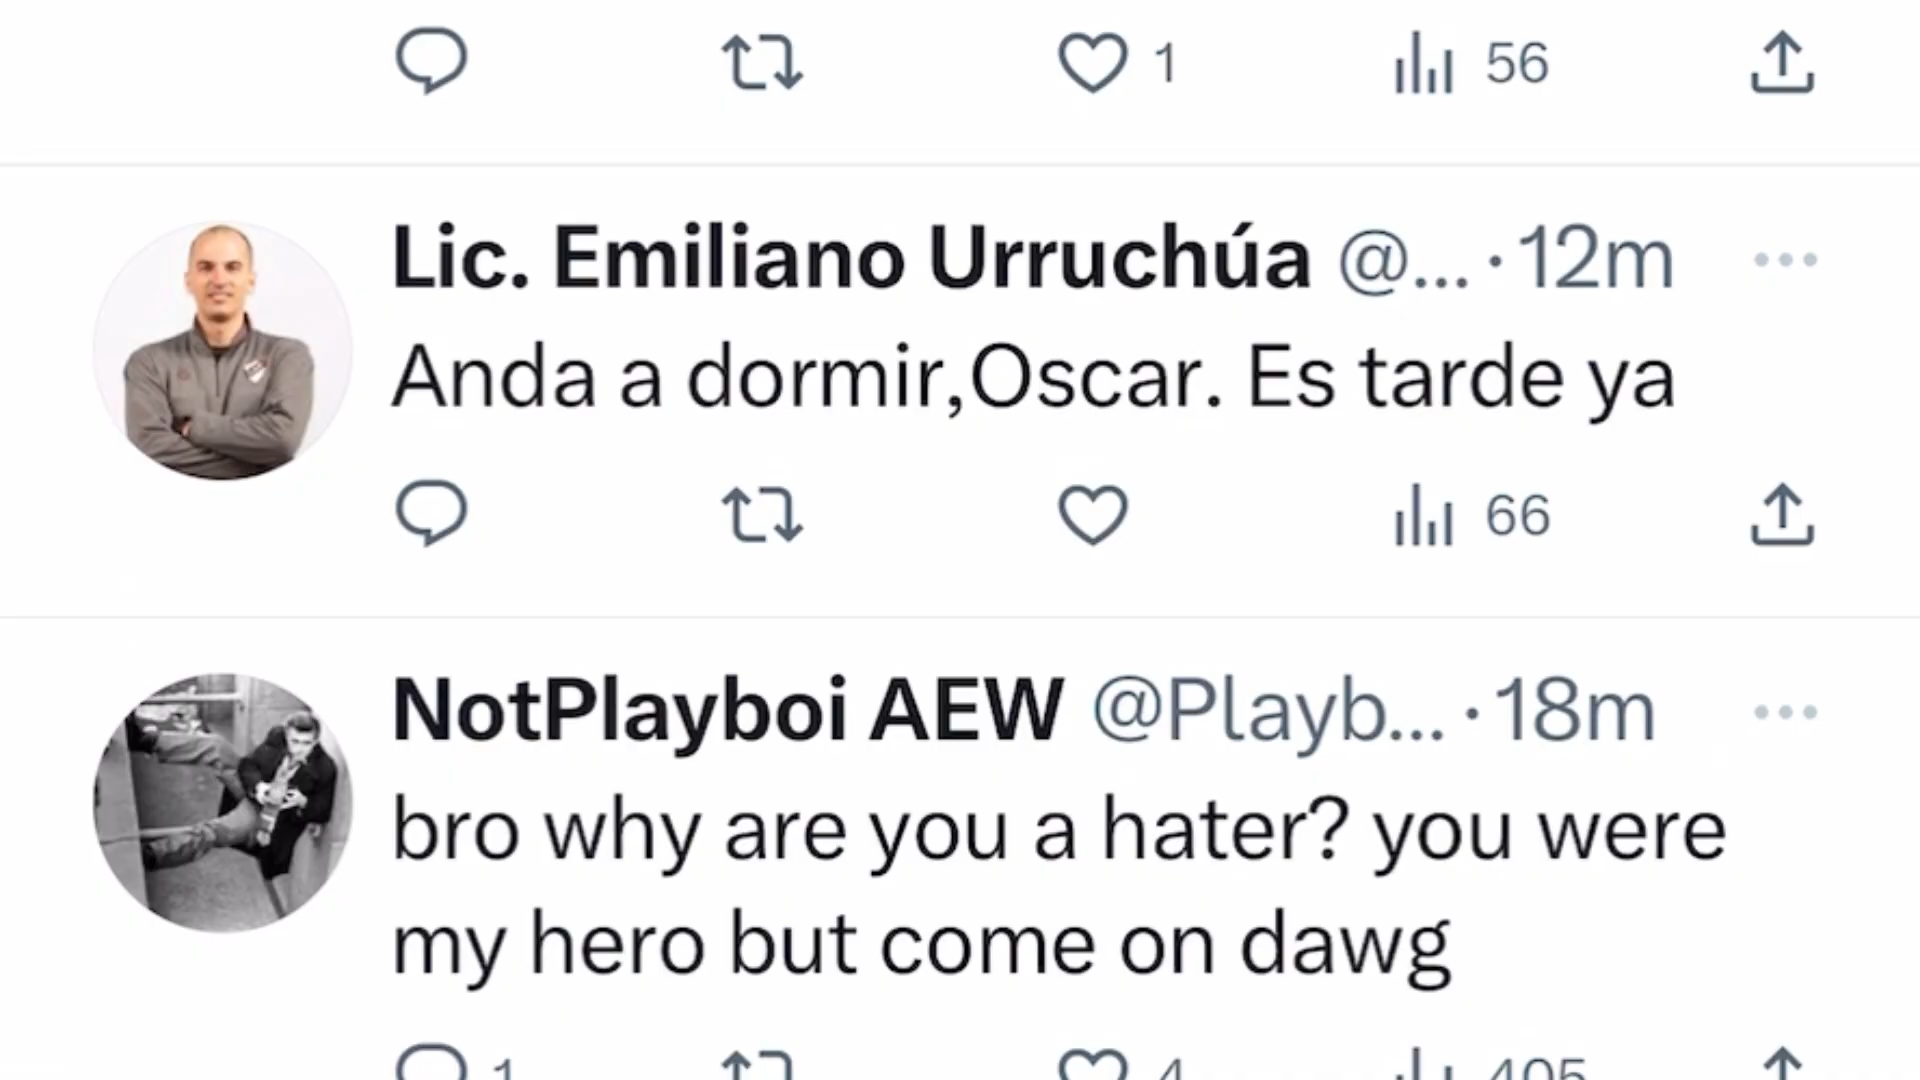 1 56
Lic. Emiliano Urruchúa @... · 12m
Anda a dormir,Oscar. Es tarde ya
66
NotPlayboi AEW @Playb... · 18m
bro why are you a hater? you were
my hero but come on dawg
1 4 405